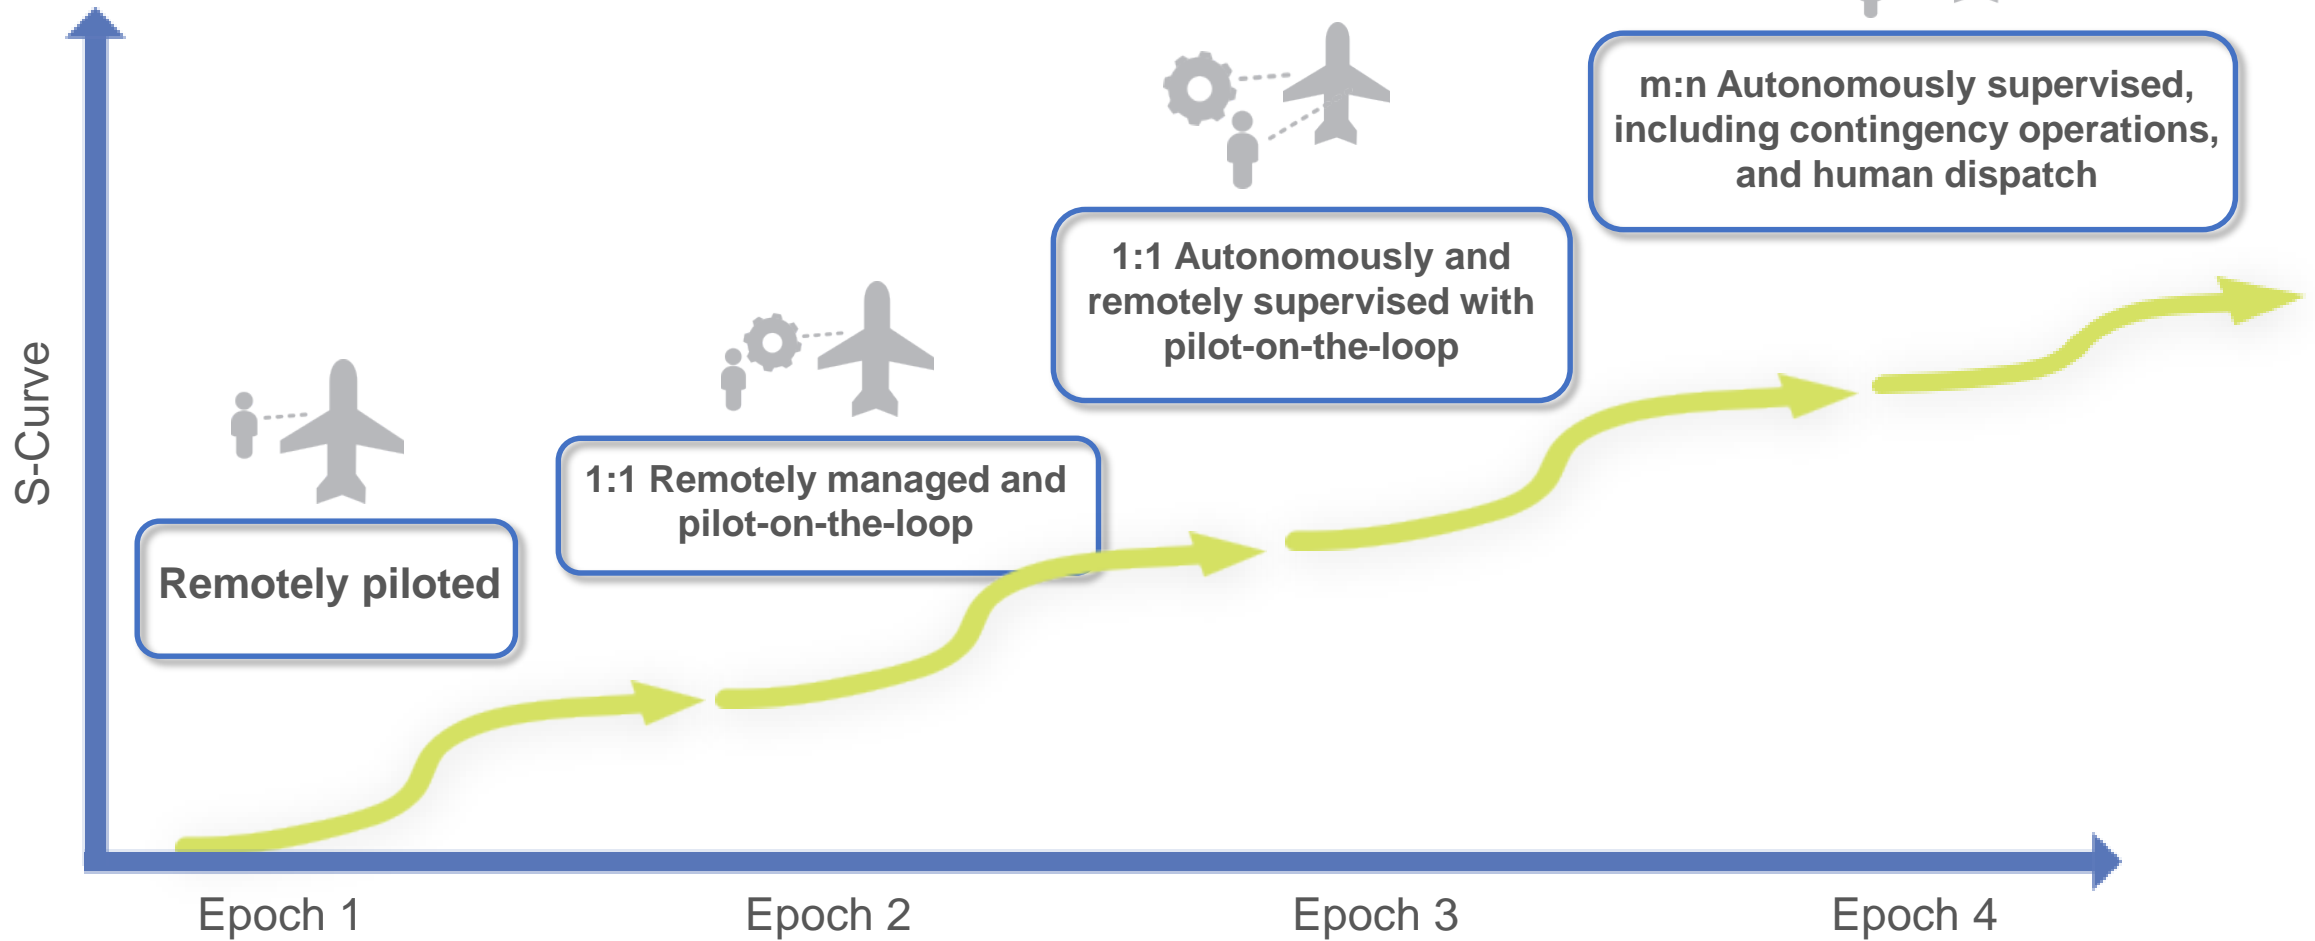 m:n Autonomously supervised,
including contingency operations,
and human dispatch
1:1 Autonomously and
remotely supervised with
pilot-on-the-loop
1:1 Remotely managed and
pilot-on-the-loop
Remotely piloted
S-Curve
Epoch 1
Epoch 2
Epoch 3
Epoch 4